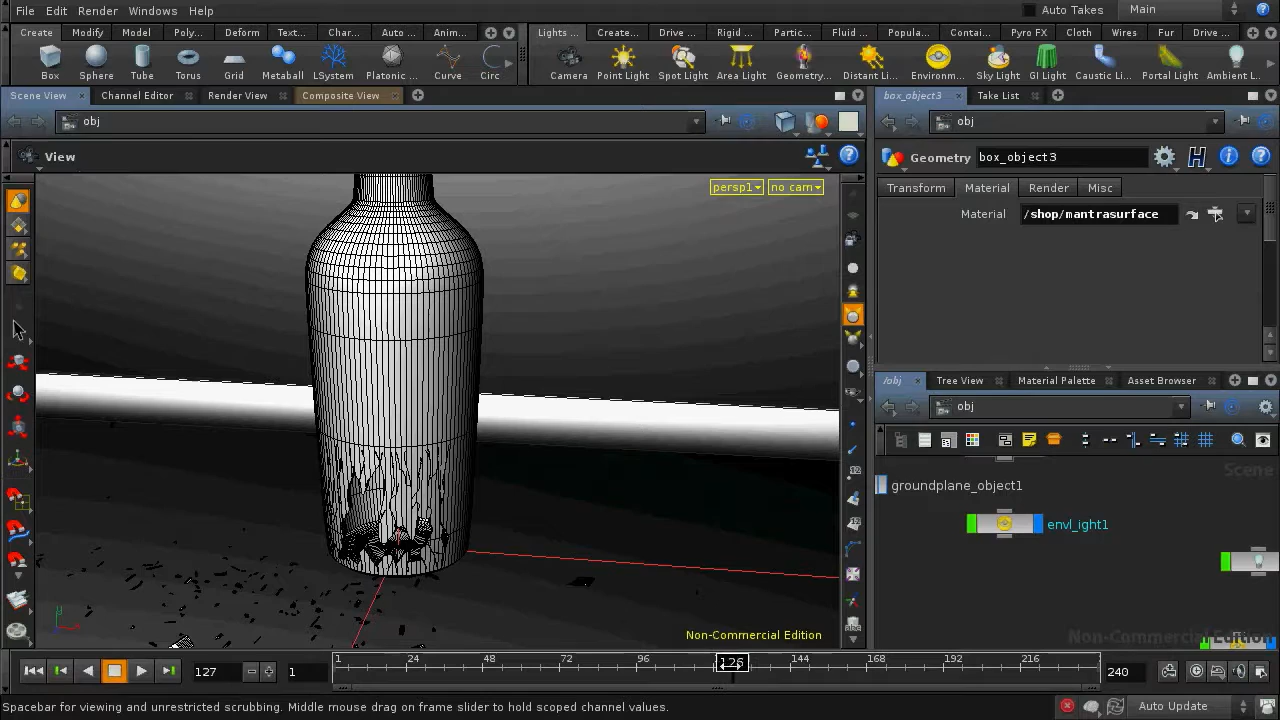 File Edit Render Windows Help Auto Takes Main
Create Modify Model Poly... Deform Text... Char... Auto ... Anim...
Lights ... Create... Drive ... Rigid ... Partic... Fluid ... Popula... Contai... Pyro FX Cloth Wires Fur Drive ...
Box Sphere Tube Torus Grid Metaball LSystem Platonic ... Curve Circ
Camera Point Light Spot Light Area Light Geometry... Distant Li... Environm... Sky Light GI Light Caustic Li... Portal Light Ambient L...
Scene View Channel Editor Render View Composite View
box_object3 Take List
obj
obj
View
Geometry box_object3
persp1 no cam
Transform Material Render Misc
Material /shop/mantrasurface
/obj Tree View Material Palette Asset Browser
obj
Scene
groundplane_object1
envl_ight1
Non-Commercial Edition
Non-Commercial Edition
127 1
1 24 48 72 96 126 144 168 192 216
240
Spacebar for viewing and unrestricted scrubbing. Middle mouse drag on frame slider to hold scoped channel values.
Auto Update